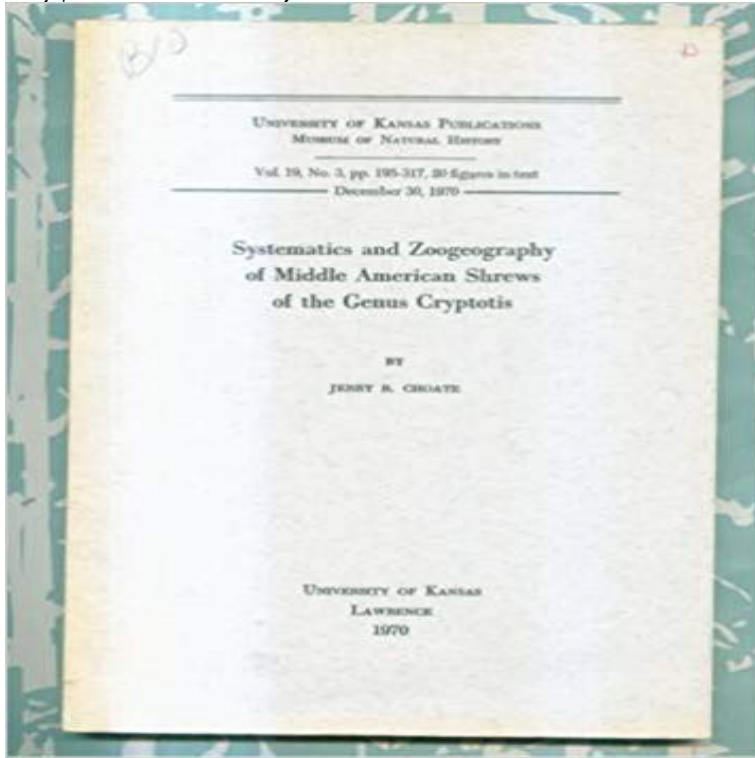 University of Kansas Publications
Museum of Natural History
Vol. 19, No. 3, pp. 195-317, 20 figures in text
December 30, 1970
Systematics and Zoogeography
of Middle American Shrews
of the Genus Cryptotis
BY
JERRY R. CHOATE
University of Kansas
Lawrence
1970